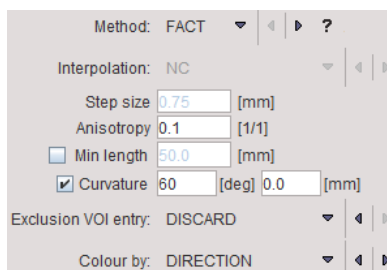 Method: FACT ?
Interpolation: NC
Step size 0.75 [mm]
Anisotropy 0.1 [1/1]
Min length 50.0 [mm]
Curvature 60 [deg] 0.0 [mm]
Exclusion VOI entry: DISCARD
Colour by: DIRECTION